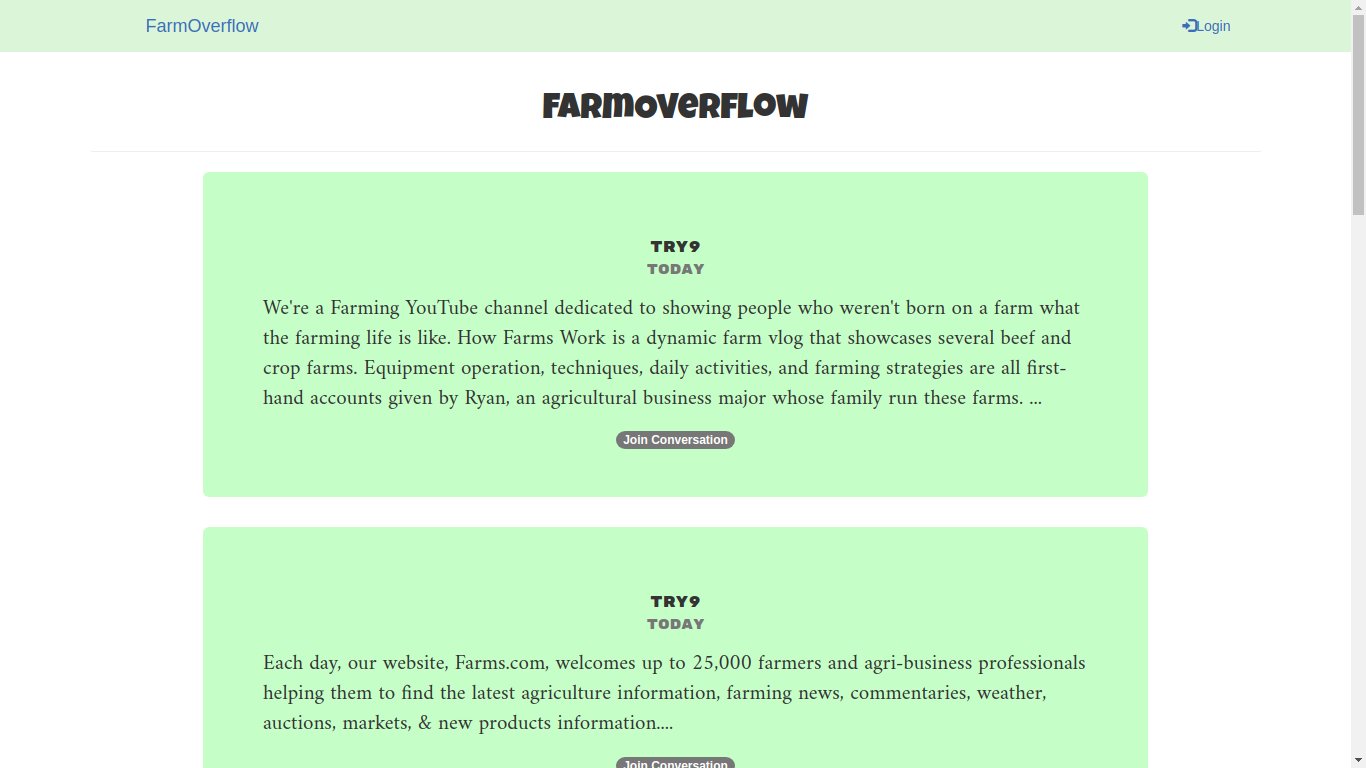 FarmOverflow
Login
FarmOverflow
TRY9
TODAY
We're a Farming YouTube channel dedicated to showing people who weren't born on a farm what
the farming life is like. How Farms Work is a dynamic farm vlog that showcases several beef and
crop farms. Equipment operation, techniques, daily activities, and farming strategies are all first-
hand accounts given by Ryan, an agricultural business major whose family run these farms. ...
Join Conversation
TRY9
TODAY
Each day, our website, Farms.com, welcomes up to 25,000 farmers and agri-business professionals
helping them to find the latest agriculture information, farming news, commentaries, weather,
auctions, markets, & new products information....
Join Conversation